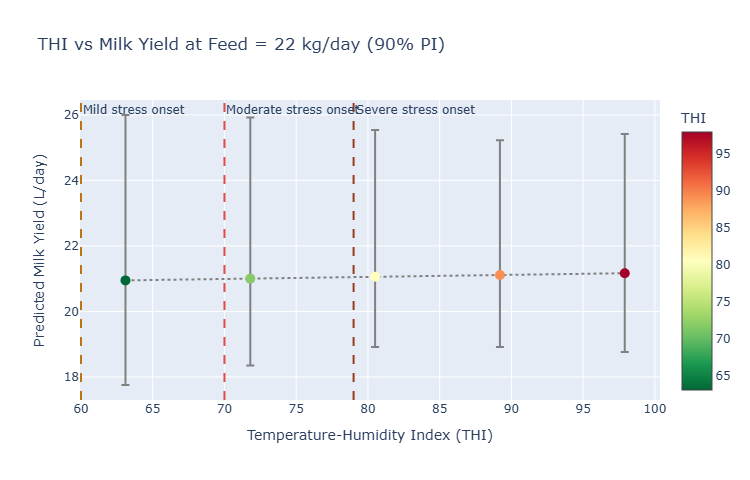 THI vs Milk Yield at Feed = 22 kg/day (90% PI)
Mild stress onset
Moderate stress onset
Severe stress onset
THI
26
24
22
20
18
Predicted Milk Yield (L/day)
60 65 70 75 80 85 90 95 100
Temperature-Humidity Index (THI)
95
90
85
80
75
70
65